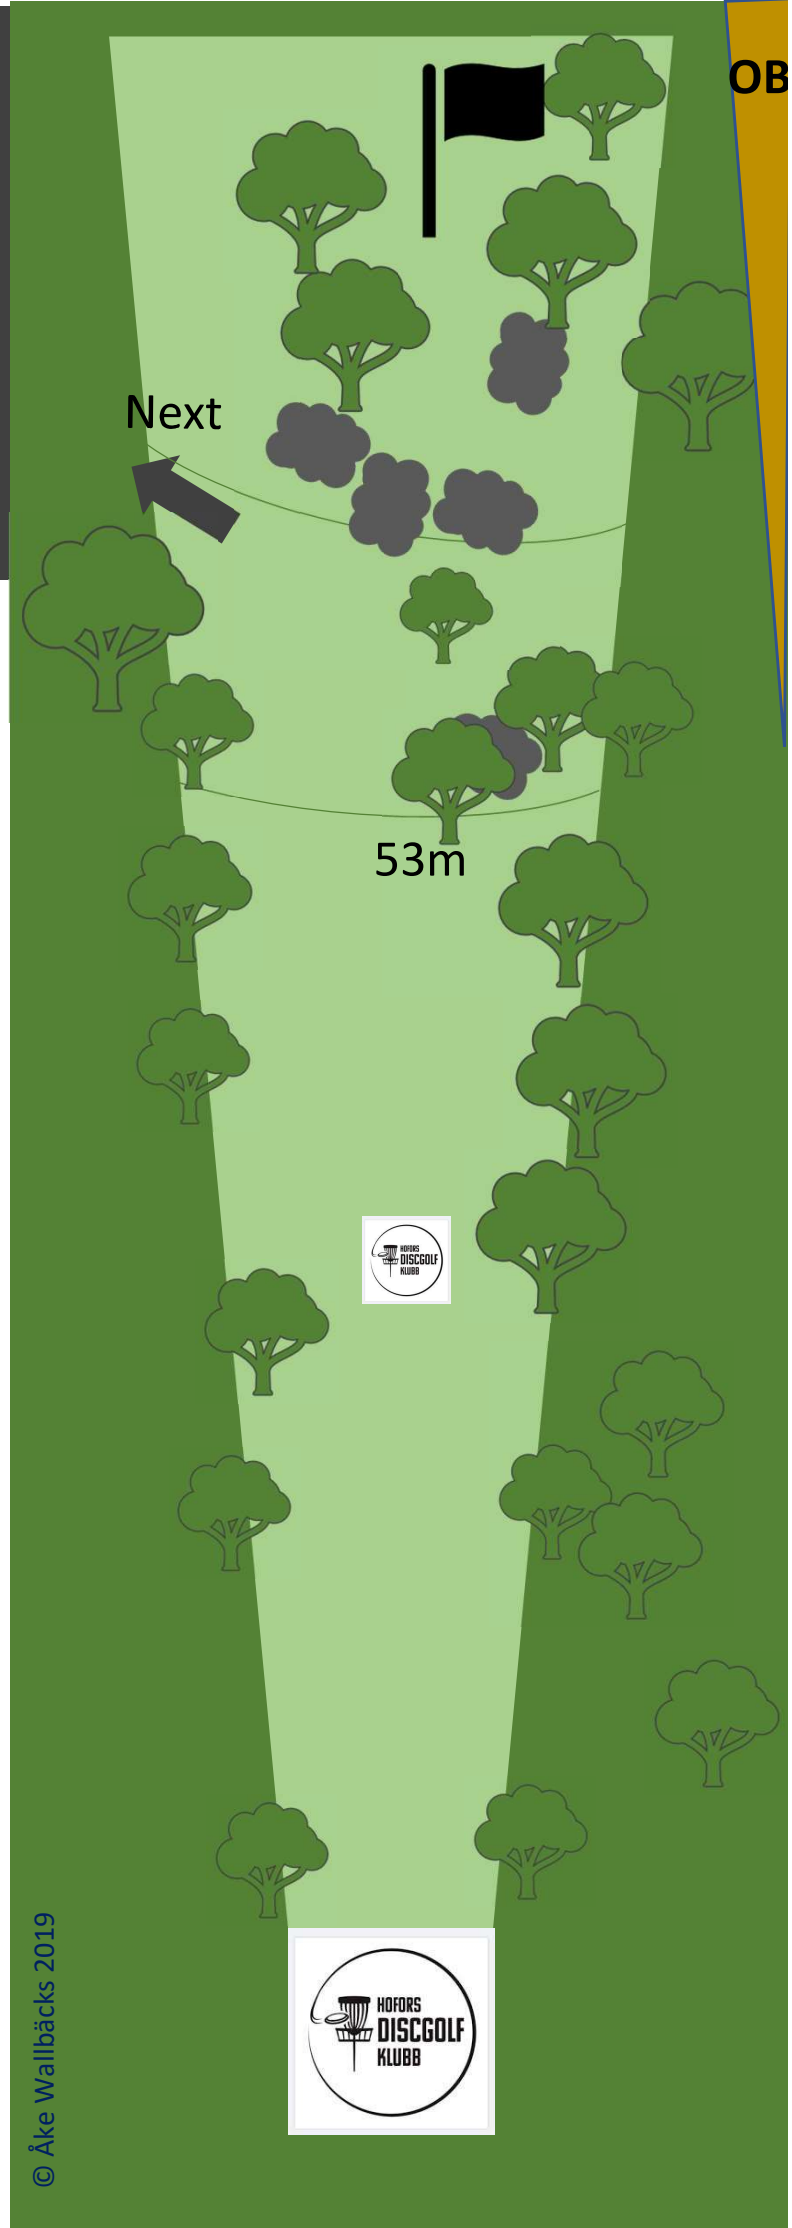 OB
Next
53m
HOFORS
DISCGOLF
KLUBB
HOFORS
DISCGOLF
KLUBB
© Åke Wallbäcks 2019